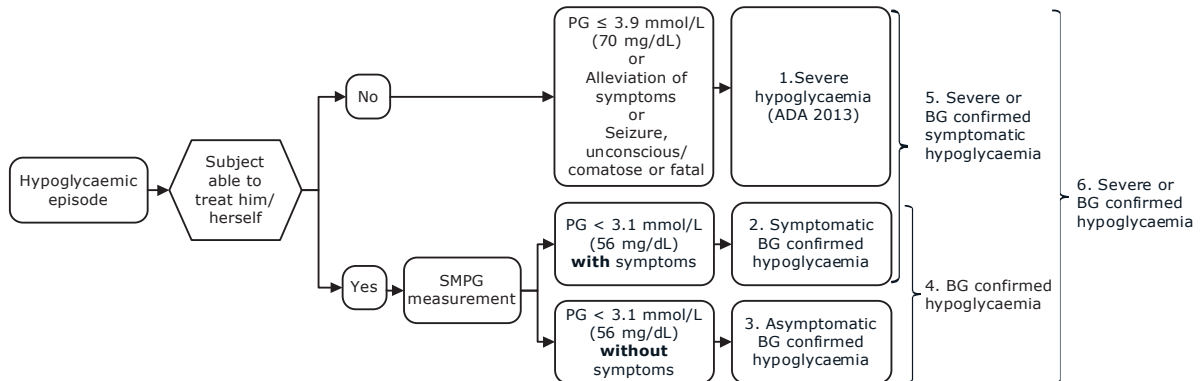 Hypoglycaemic
episode
Subject
able to
treat him/
herself
No
PG ≤ 3.9 mmol/L
(70 mg/dL)
or
Alleviation of
symptoms
or
Seizure,
unconscious/
comatose or fatal
1.Severe
hypoglycaemia
(ADA 2013)
Yes
SMPG
measurement
PG < 3.1 mmol/L
(56 mg/dL)
with symptoms
2. Symptomatic
BG confirmed
hypoglycaemia
PG < 3.1 mmol/L
(56 mg/dL)
without
symptoms
3. Asymptomatic
BG confirmed
hypoglycaemia
5. Severe or
BG confirmed
symptomatic
hypoglycaemia
4. BG confirmed
hypoglycaemia
6. Severe or
BG confirmed
hypoglycaemia